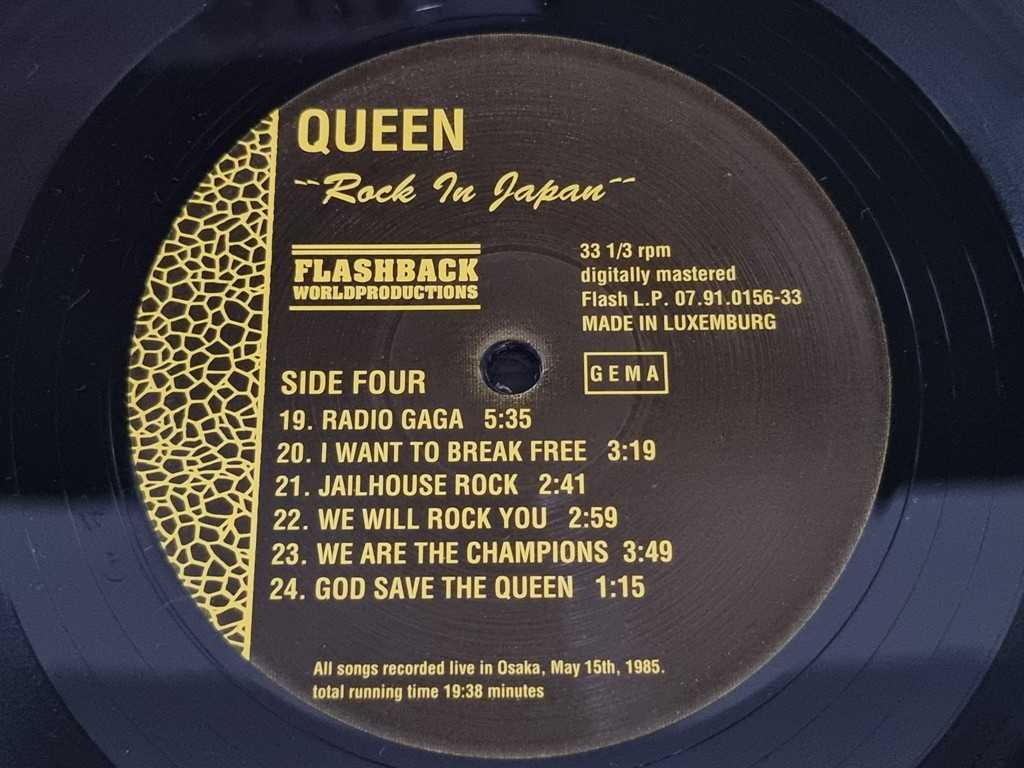 QUEEN
"Rock In Japan"
FLASHBACK
WORLDPRODUCTIONS
33 1/3 rpm
digitally mastered
Flash L.P. 07.91.0156-33
MADE IN LUXEMBURG
GEMA
SIDE FOUR
19. RADIO GAGA 5:35
20. I WANT TO BREAK FREE 3:19
21. JAILHOUSE ROCK 2:41
22. WE WILL ROCK YOU 2:59
23. WE ARE THE CHAMPIONS 3:49
24. GOD SAVE THE QUEEN 1:15
All songs recorded live in Osaka, May 15th, 1985.
total running time 19:38 minutes